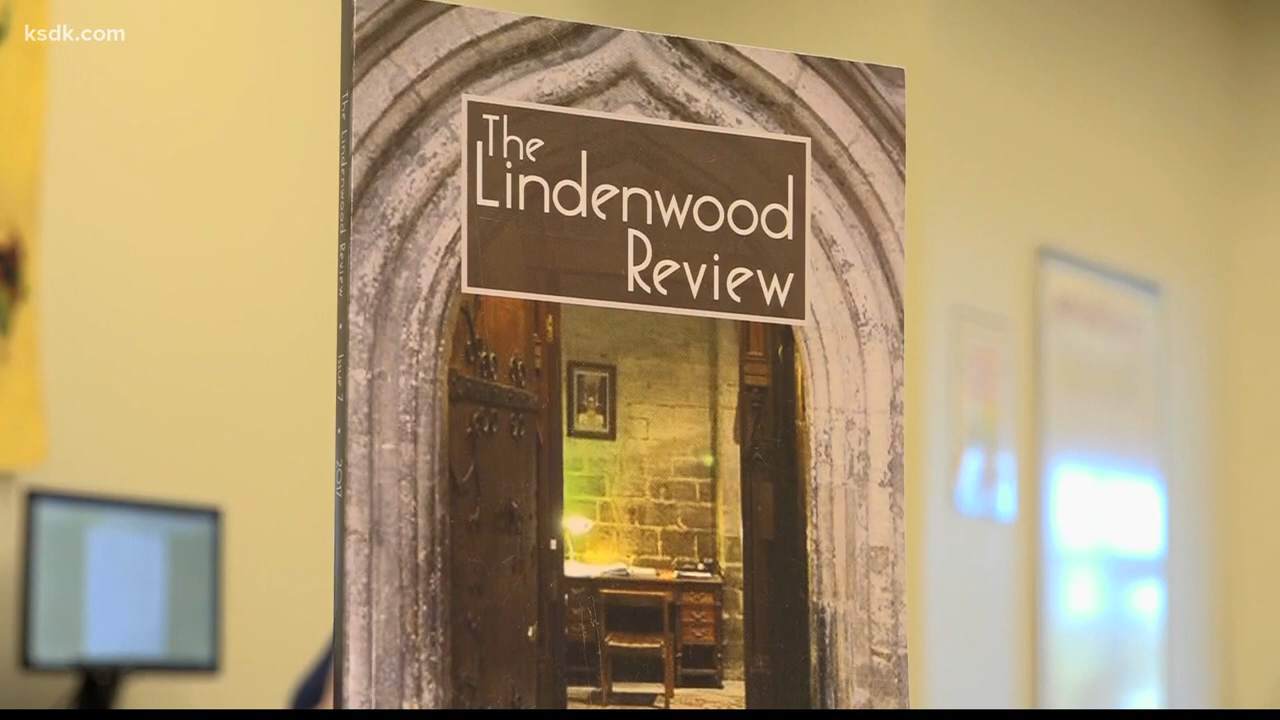 ksdk.com
The
Lindenwood
Review
The Lindenwood Review • Issue 7 • 2017